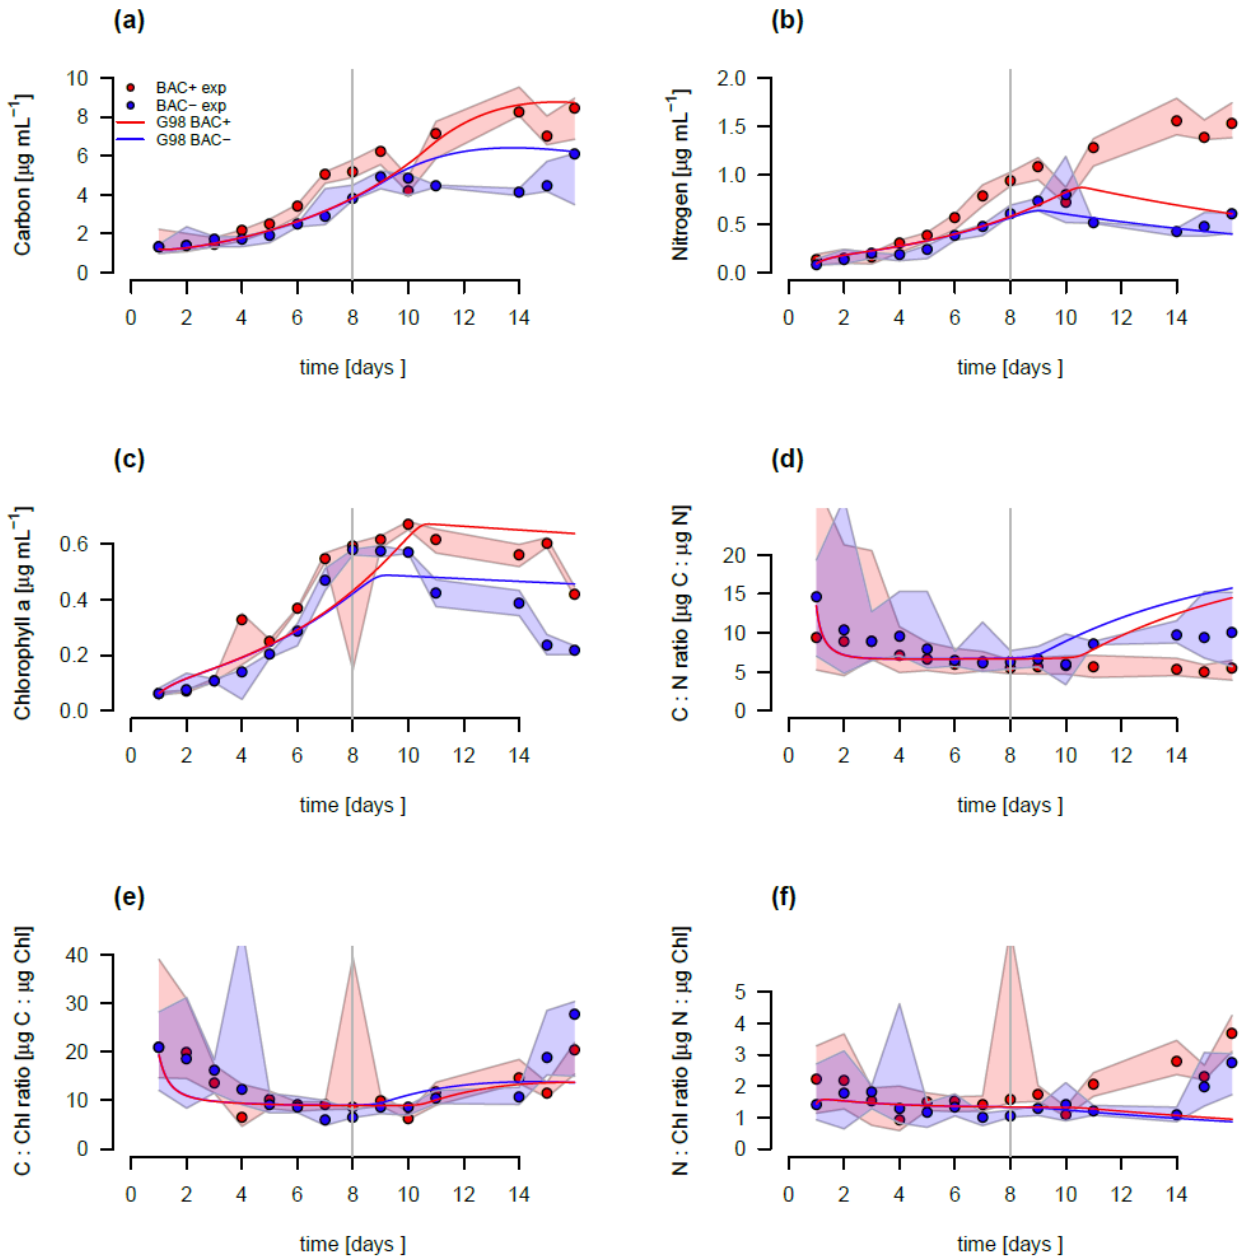 (a)
Carbon [µg mL⁻¹]
10
8
6
4
2
0
BAC+ exp
BAC− exp
G98 BAC+
G98 BAC−
0 2 4 6 8 10 12 14
time [days ]
(b)
Nitrogen [µg mL⁻¹]
2.0
1.5
1.0
0.5
0.0
0 2 4 6 8 10 12 14
time [days ]
(c)
Chlorophyll a [µg mL⁻¹]
0.6
0.4
0.2
0.0
0 2 4 6 8 10 12 14
time [days ]
(d)
C : N ratio [µg C : µg N]
20
15
10
5
0
0 2 4 6 8 10 12 14
time [days ]
(e)
C : Chl ratio [µg C : µg Chl]
40
30
20
10
0
0 2 4 6 8 10 12 14
time [days ]
(f)
N : Chl ratio [µg N : µg Chl]
5
4
3
2
1
0
0 2 4 6 8 10 12 14
time [days ]